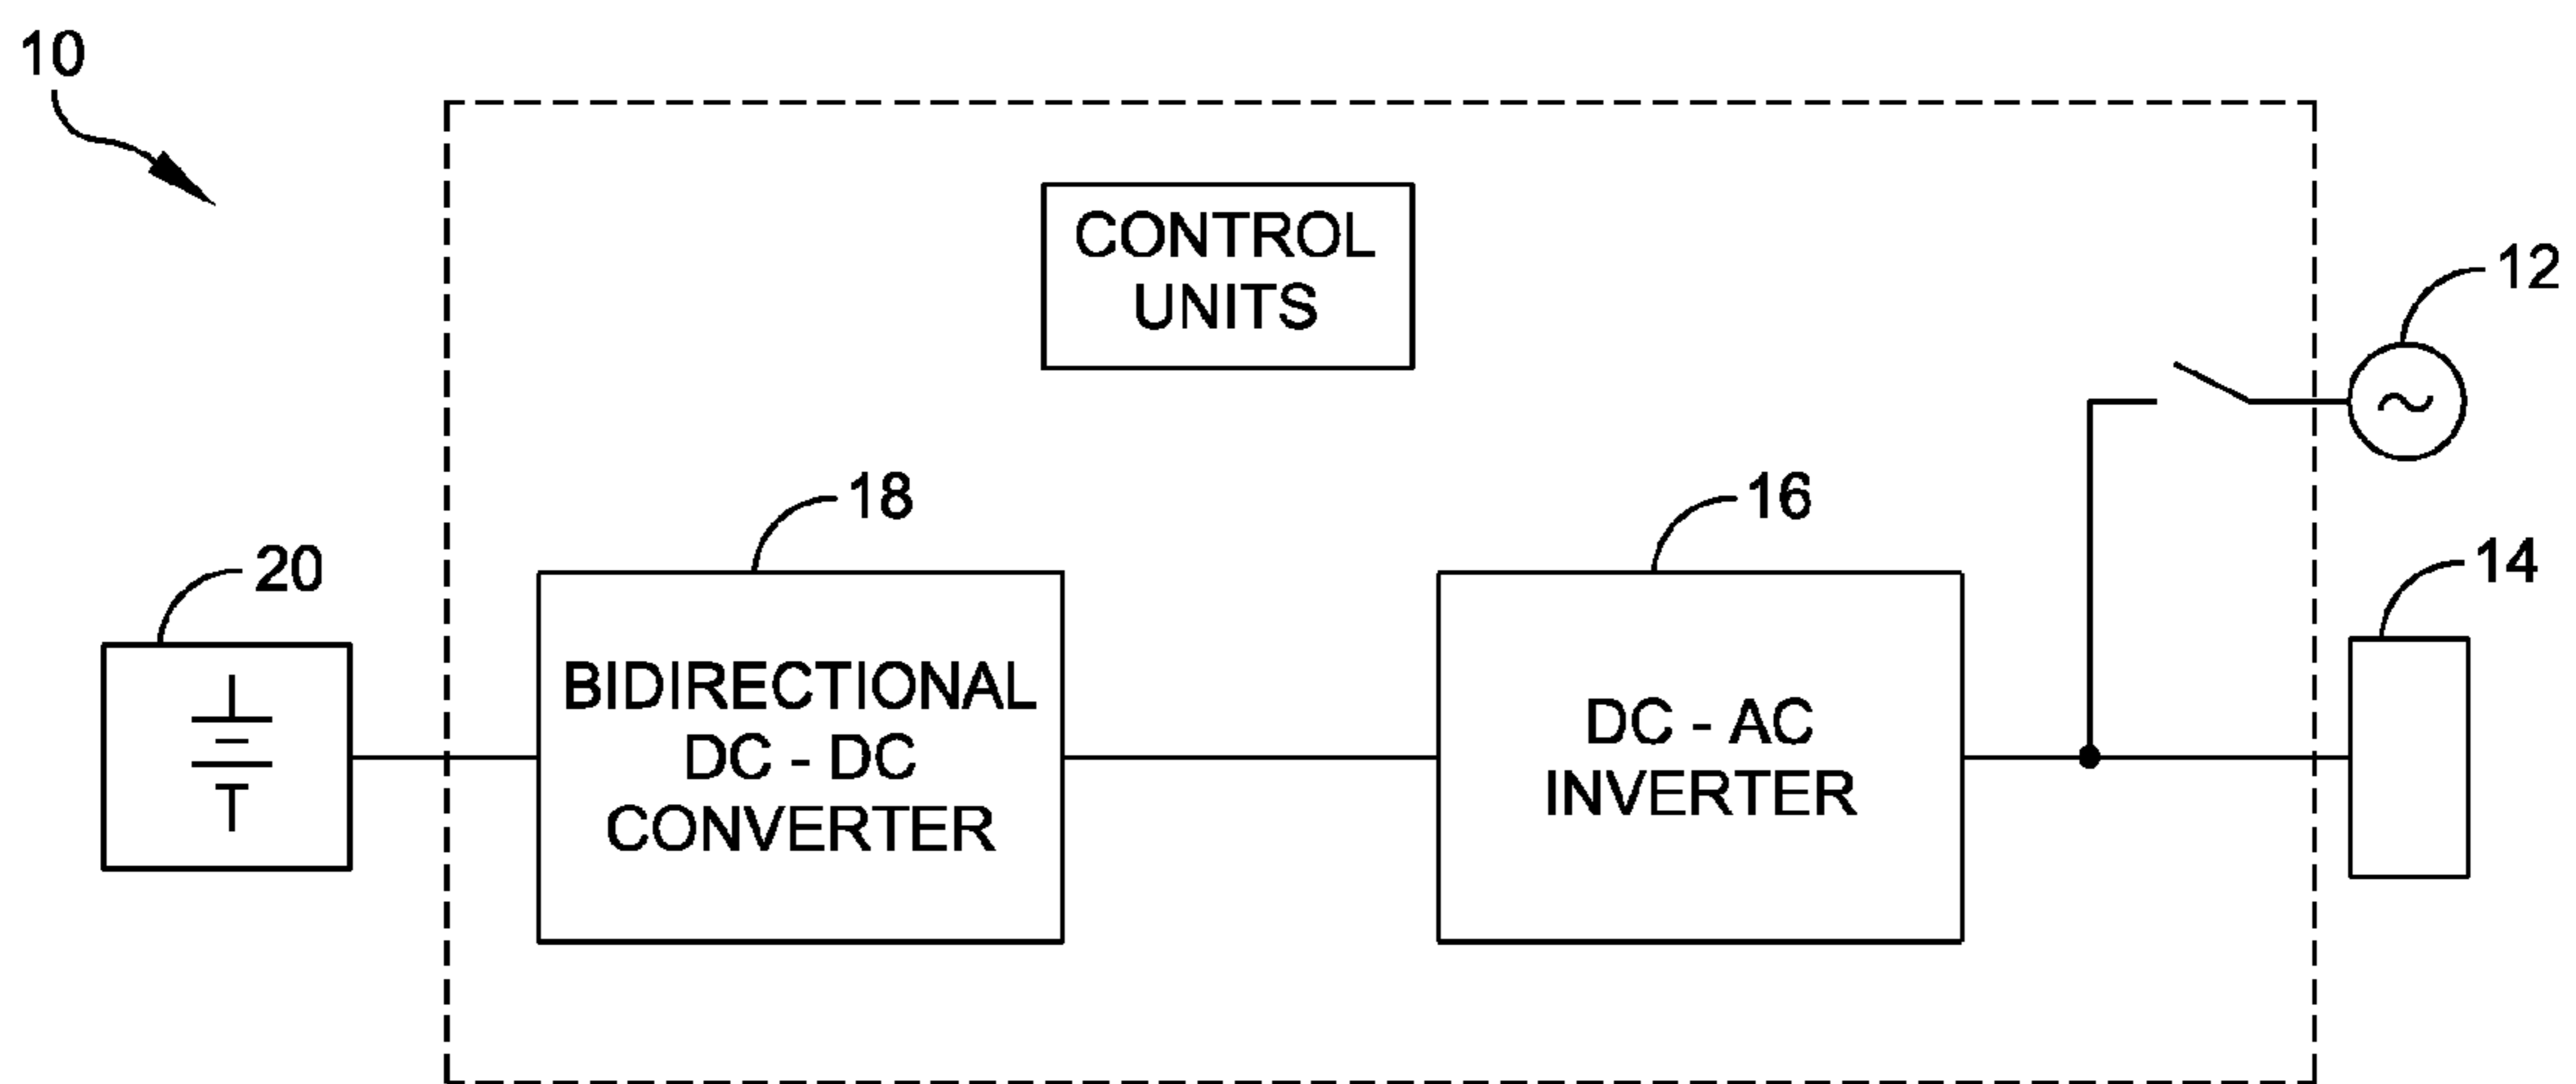 10
CONTROL
UNITS
12
18
16
20
14
BIDIRECTIONAL
DC - DC
CONVERTER
DC - AC
INVERTER